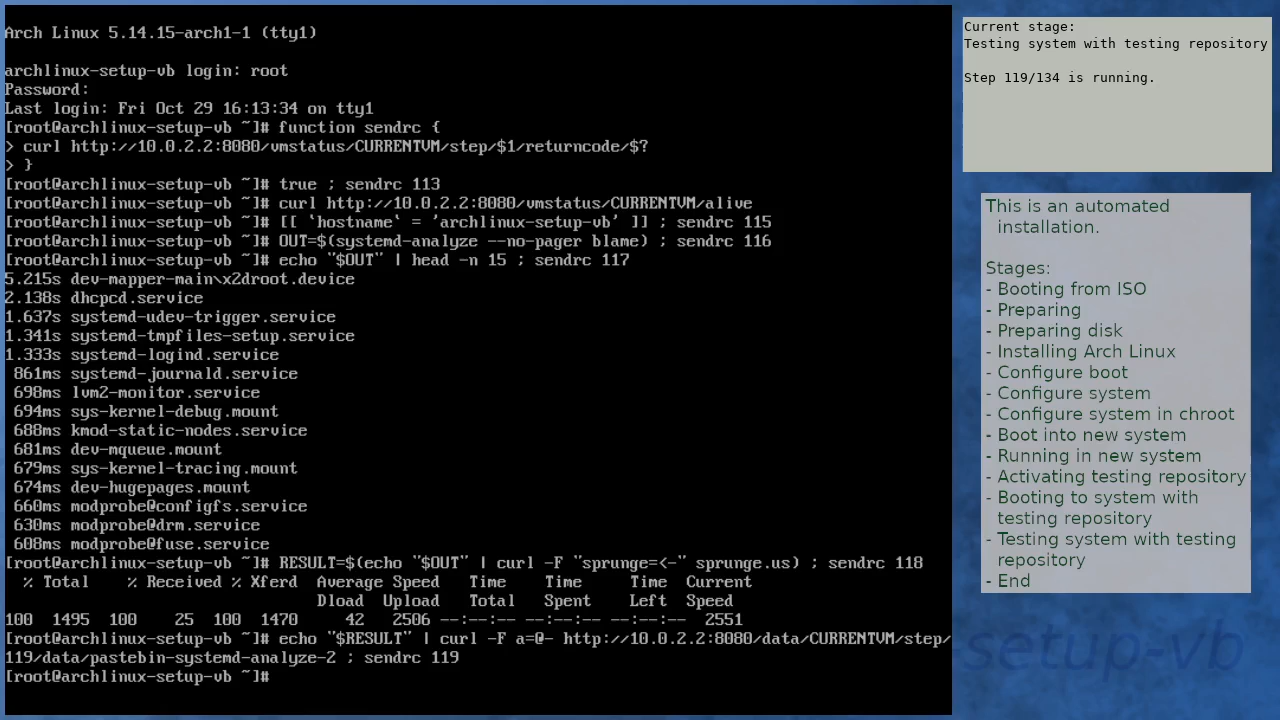 Arch Linux 5.14.15-arch1-1 (tty1)
archlinux-setup-vb login: root
Password:
Last login: Fri Oct 29 16:13:34 on tty1
[root@archlinux-setup-vb ~]# function sendrc {
> curl http://10.0.2.2:8080/vmstatus/CURRENTVM/step/$1/returncode/$?
> }
[root@archlinux-setup-vb ~]# true ; sendrc 113
[root@archlinux-setup-vb ~]# curl http://10.0.2.2:8080/vmstatus/CURRENTVM/alive
[root@archlinux-setup-vb ~]# [[ `hostname` = 'archlinux-setup-vb' ]] ; sendrc 115
[root@archlinux-setup-vb ~]# OUT=$(systemd-analyze --no-pager blame) ; sendrc 116
[root@archlinux-setup-vb ~]# echo "$OUT" | head -n 15 ; sendrc 117
5.215s dev-mapper-main\x2droot.device
2.138s dhcpcd.service
1.637s systemd-udev-trigger.service
1.341s systemd-tmpfiles-setup.service
1.333s systemd-logind.service
861ms systemd-journald.service
698ms lvm2-monitor.service
694ms sys-kernel-debug.mount
688ms kmod-static-nodes.service
681ms dev-mqueue.mount
679ms sys-kernel-tracing.mount
674ms dev-hugepages.mount
660ms modprobe@configfs.service
630ms modprobe@drm.service
608ms modprobe@fuse.service
[root@archlinux-setup-vb ~]# RESULT=$(echo "$OUT" | curl -F "sprunge=<-" sprunge.us) ; sendrc 118
  % Total    % Received % Xferd  Average Speed   Time    Time     Time  Current
                                 Dload  Upload   Total   Spent    Left  Speed
100  1495  100    25  100  1470     42   2506 --:--:-- --:--:-- --:--:--  2551
[root@archlinux-setup-vb ~]# echo "$RESULT" | curl -F a=@- http://10.0.2.2:8080/data/CURRENTVM/step/
119/data/pastebin-systemd-analyze-2 ; sendrc 119
[root@archlinux-setup-vb ~]#
Current stage:
Testing system with testing repository
Step 119/134 is running.
This is an automated
installation.
Stages:
- Booting from ISO
- Preparing
- Preparing disk
- Installing Arch Linux
- Configure boot
- Configure system
- Configure system in chroot
- Boot into new system
- Running in new system
- Activating testing repository
- Booting to system with
testing repository
- Testing system with testing
repository
- End
-setup-vb